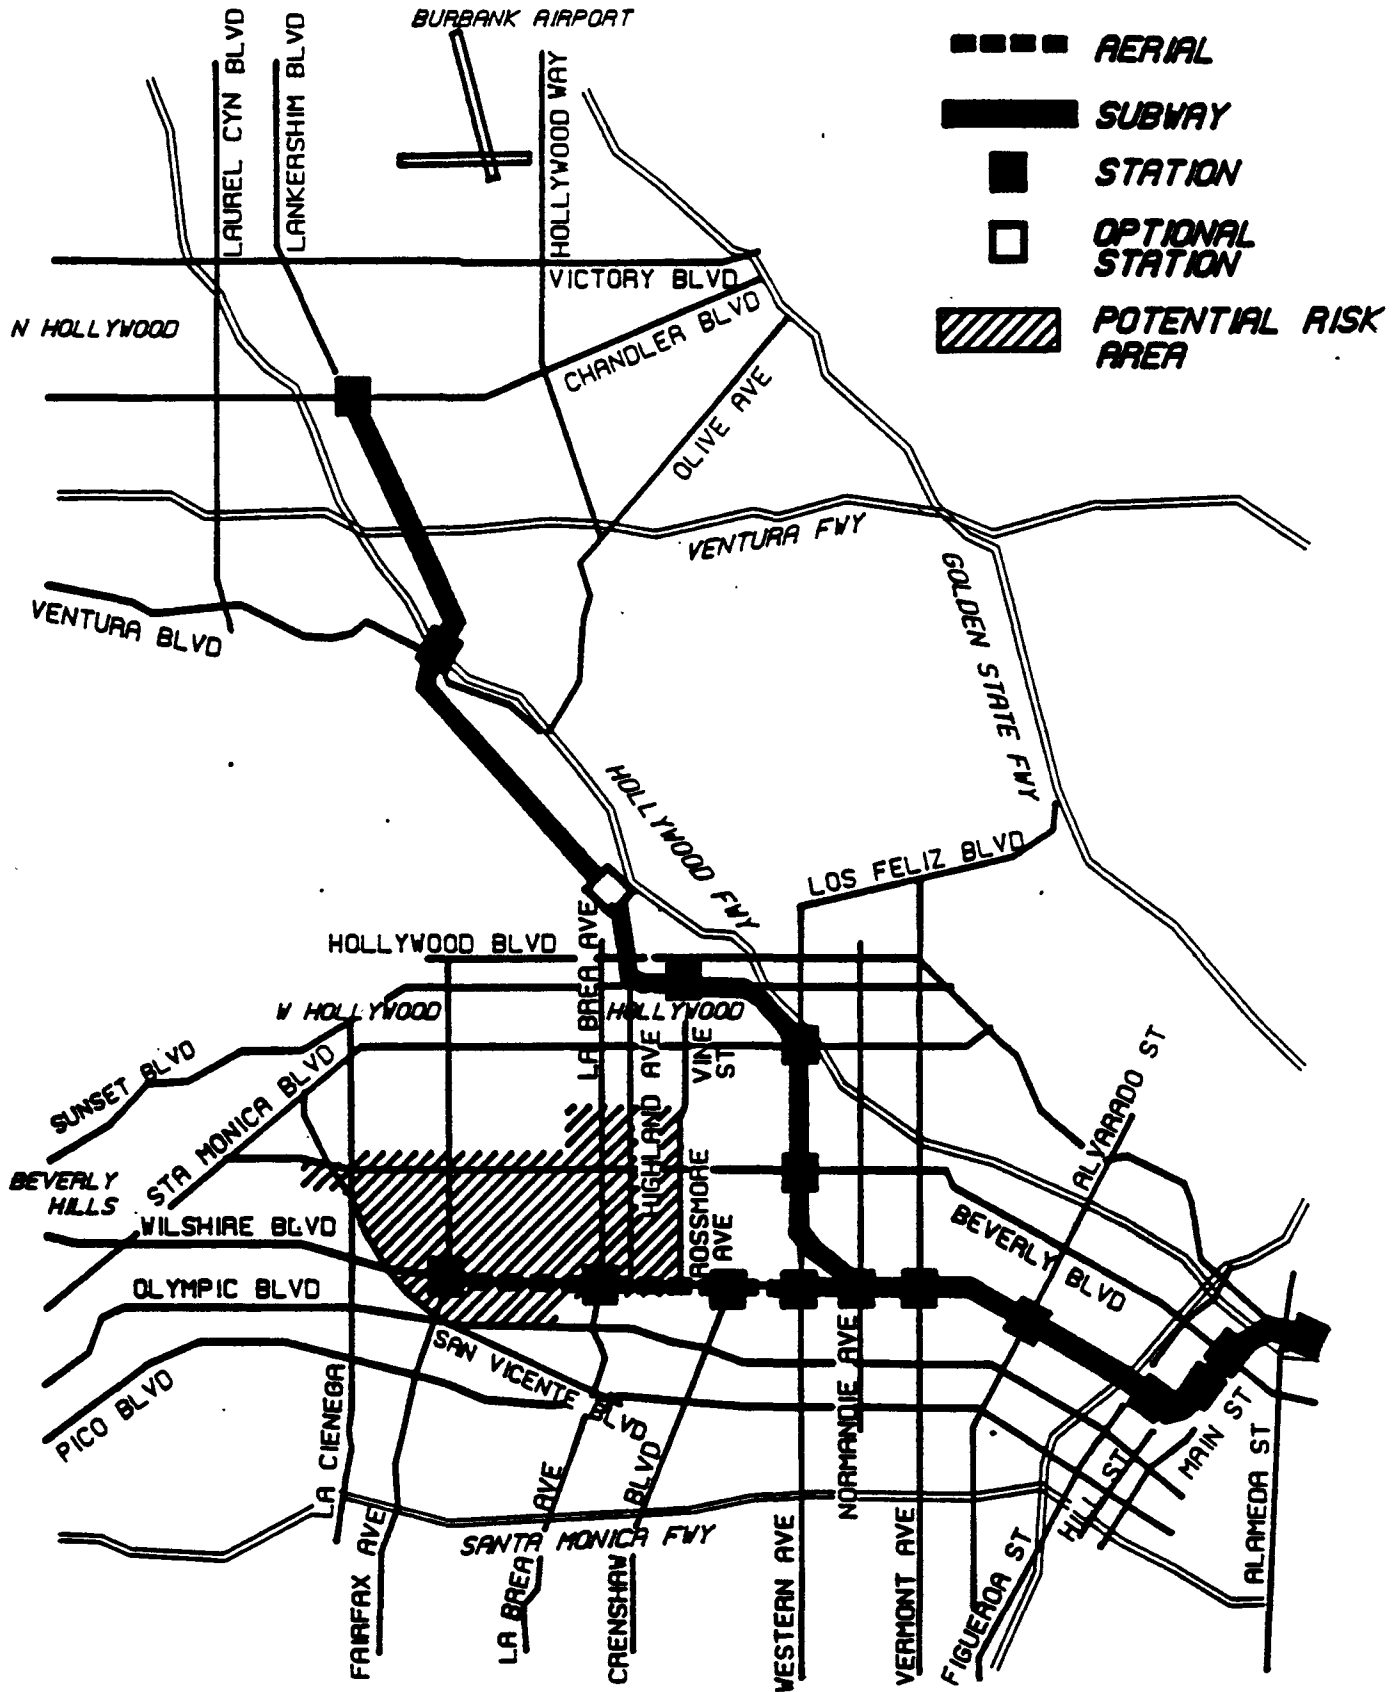 BURBANK AIRPORT
LAUREL CYN BLVD
LANKERSHIM BLVD
HOLLYWOOD WAY
AERIAL
SUBWAY
STATION
OPTIONAL
STATION
POTENTIAL RISK
AREA
VICTORY BLVD
N HOLLYWOOD
CHANDLER BLVD
OLIVE AVE
VENTURA FWY
GOLDEN STATE FWY
VENTURA BLVD
HOLLYWOOD FWY
LOS FELIZ BLVD
HOLLYWOOD BLVD
LA BREA AVE
W HOLLYWOOD
HOLLYWOOD
SUNSET BLVD
STA MONICA BLVD
HIGHLAND AVE
VINE
ST
ALVARADO ST
BEVERLY
HILLS
WILSHIRE BLVD
ROSSMORE
AVE
BEVERLY BLVD
OLYMPIC BLVD
SAN VICENTE
BLVD
PICO BLVD
LA CIENEGA
NORMANDIE AVE
MAIN ST
HILL ST
ALAMEDA ST
FAIRFAX AVE
LA BREA AVE
CRENSHAW BLVD
SANTA MONICA FWY
WESTERN AVE
VERMONT AVE
FIGUEROA ST